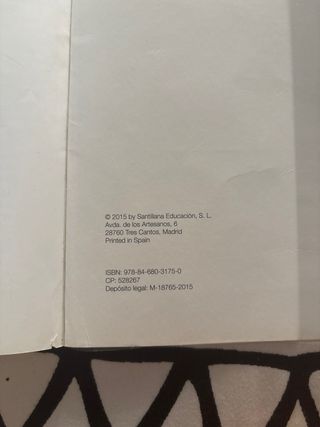 © 2015 by Santillana Educación, S. L.
Avda. de los Artesanos, 6
28760 Tres Cantos, Madrid
Printed in Spain
ISBN: 978-84-680-3175-0
CP: 528267
Depósito legal: M-18765-2015